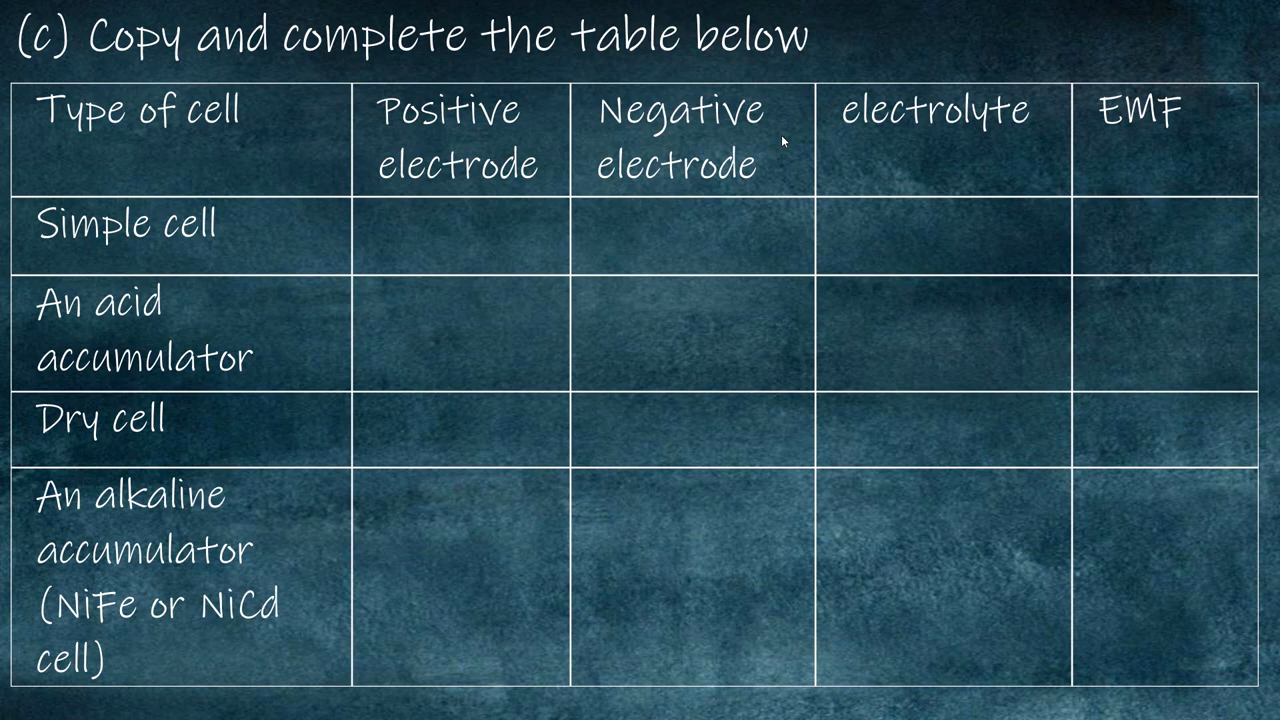 (c) Copy and complete the table below
Type of cell
Positive
electrode
Negative
electrode
electrolyte
EMF
Simple cell
An acid
accumulator
Dry cell
An alkaline
accumulator
(NiFe or NiCd
cell)